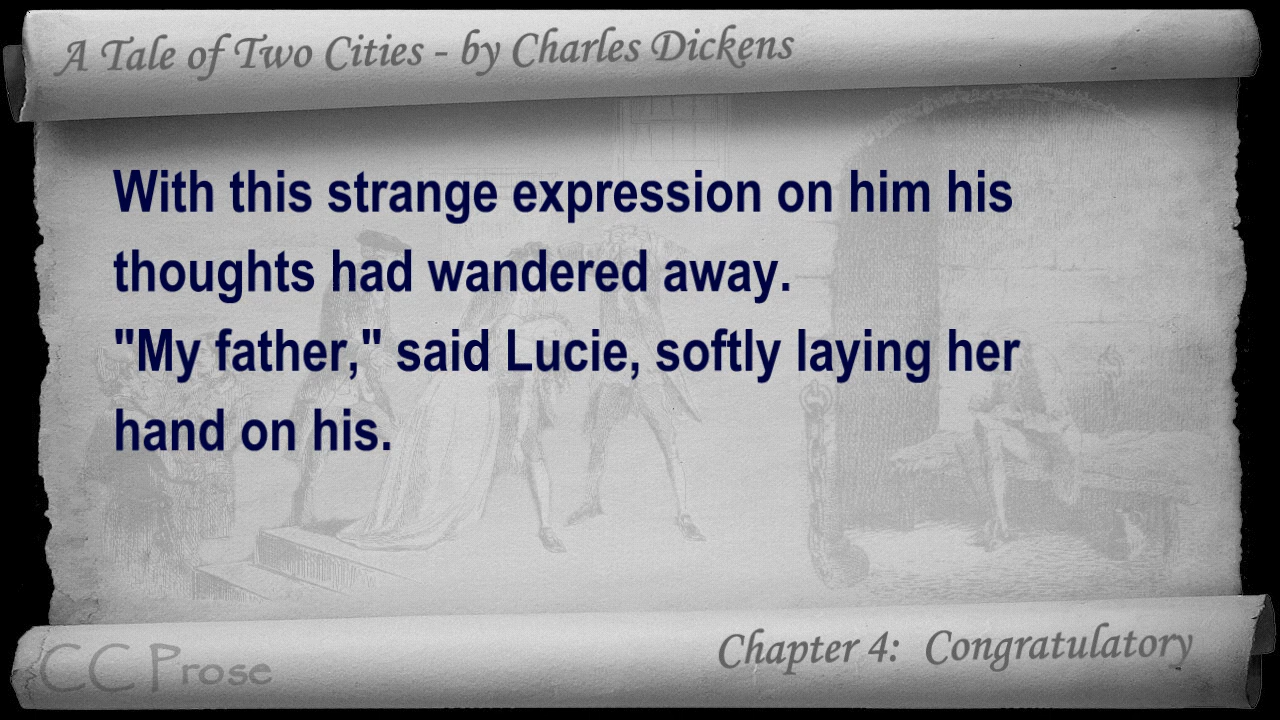 A Tale of Two Cities - by Charles Dickens
With this strange expression on him his
thoughts had wandered away.
"My father," said Lucie, softly laying her
hand on his.
Chapter 4: Congratulatory
CC Prose